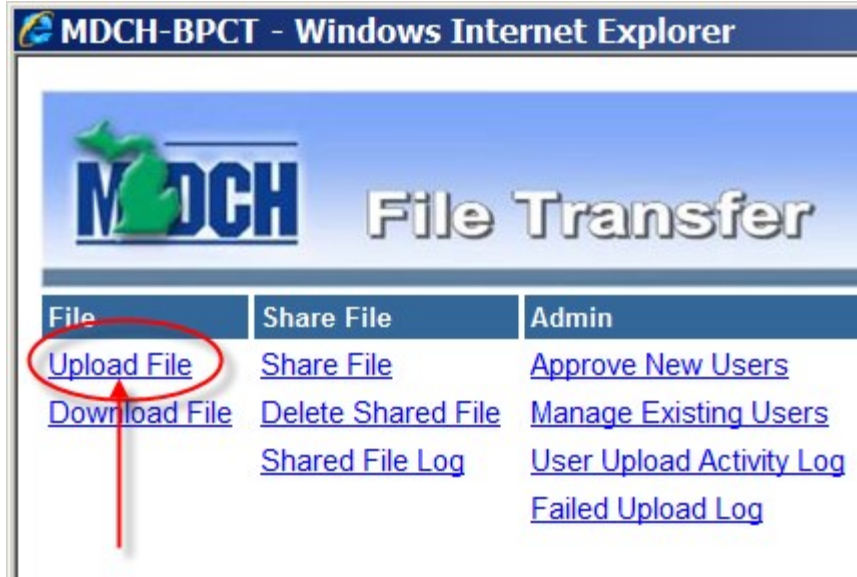 MDCH-BPCT - Windows Internet Explorer
MDCH File Transfer
File Share File Admin
Upload File Share File Approve New Users
Download File Delete Shared File Manage Existing Users
Shared File Log User Upload Activity Log
Failed Upload Log